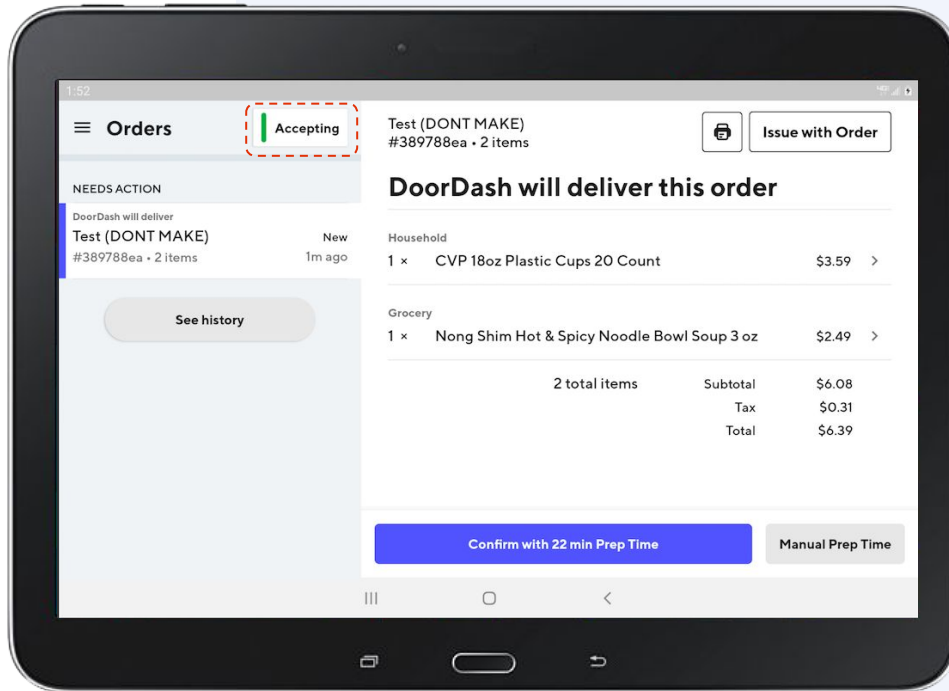 1:52
Orders
Accepting
NEEDS ACTION
DoorDash will deliver
Test (DONT MAKE) New
#389788ea • 2 items 1m ago
See history
Test (DONT MAKE)
#389788ea • 2 items
Issue with Order
DoorDash will deliver this order
Household
1 × CVP 18oz Plastic Cups 20 Count $3.59
Grocery
1 × Nong Shim Hot & Spicy Noodle Bowl Soup 3 oz $2.49
2 total items Subtotal $6.08
Tax $0.31
Total $6.39
Confirm with 22 min Prep Time
Manual Prep Time